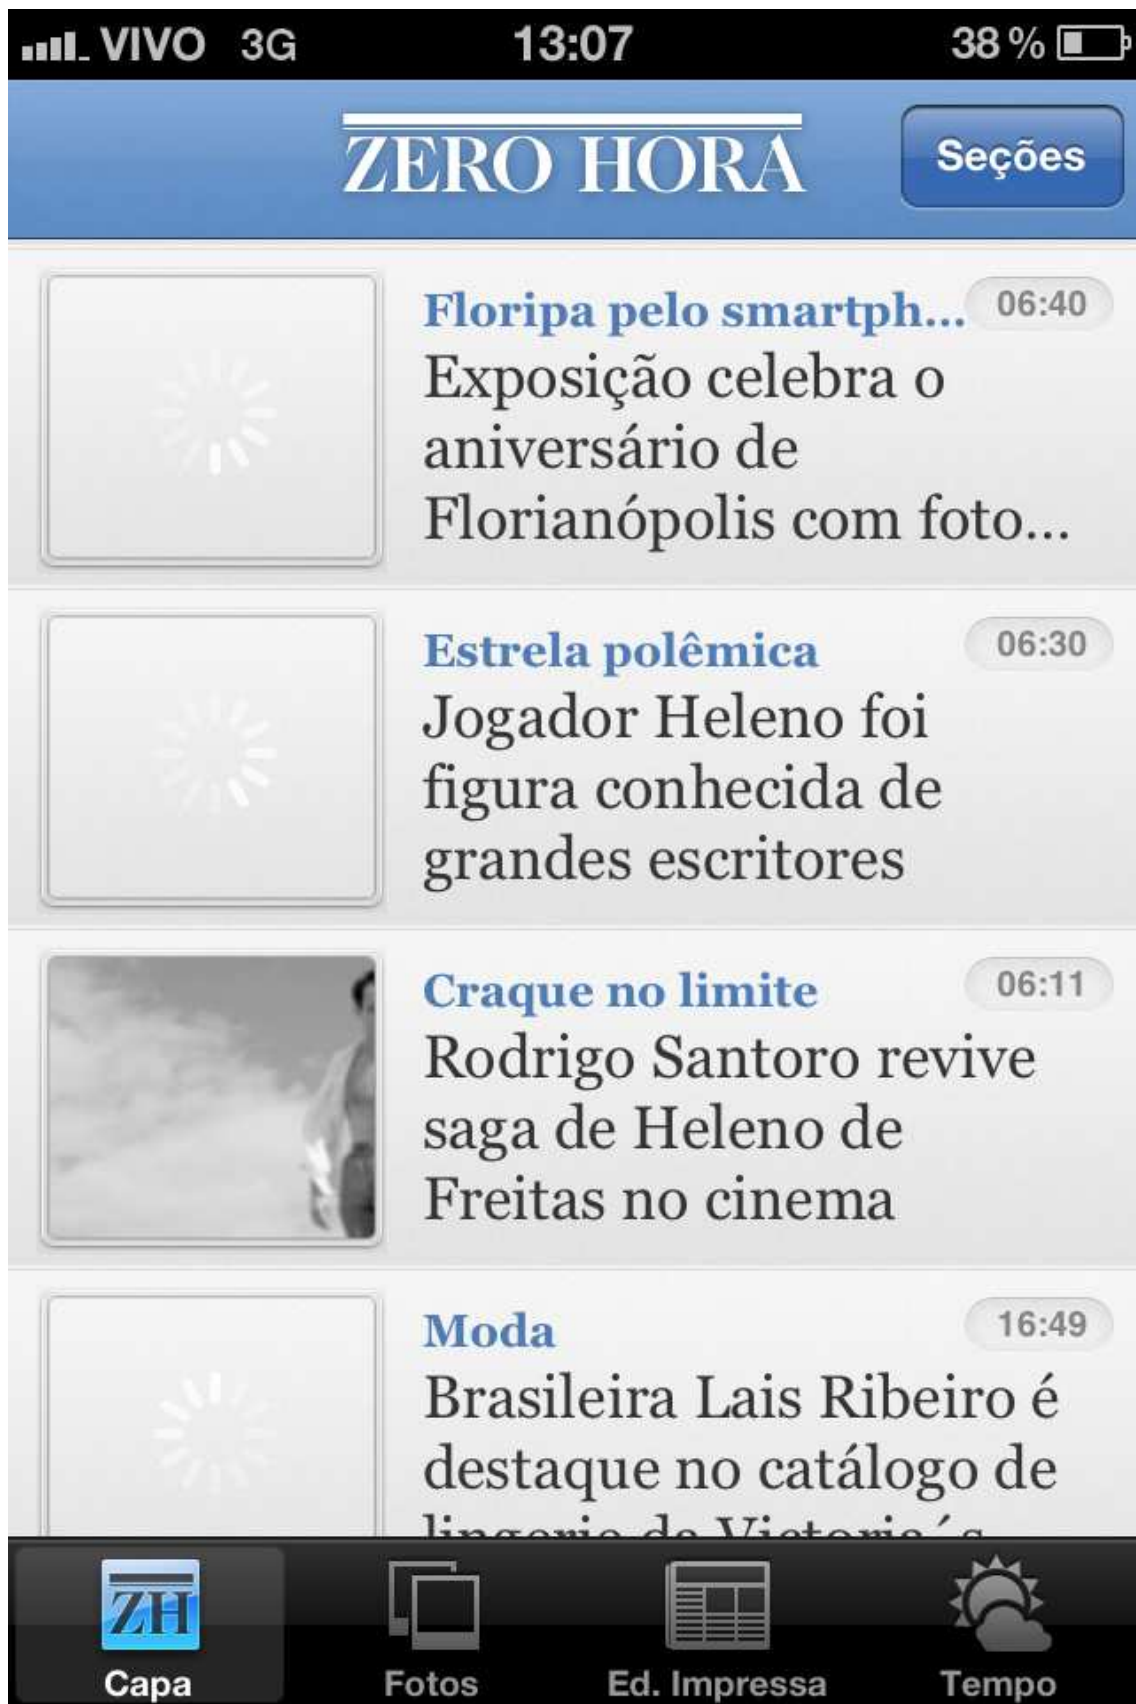 VIVO 3G 13:07 38 %
ZERO HORA Seções
Floripa pelo smartph... 06:40
Exposição celebra o
aniversário de
Florianópolis com foto...
Estrela polêmica 06:30
Jogador Heleno foi
figura conhecida de
grandes escritores
Craque no limite 06:11
Rodrigo Santoro revive
saga de Heleno de
Freitas no cinema
Moda 16:49
Brasileira Lais Ribeiro é
destaque no catálogo de
lingerie da Victoria´s
ZH
Capa Fotos Ed. Impressa Tempo